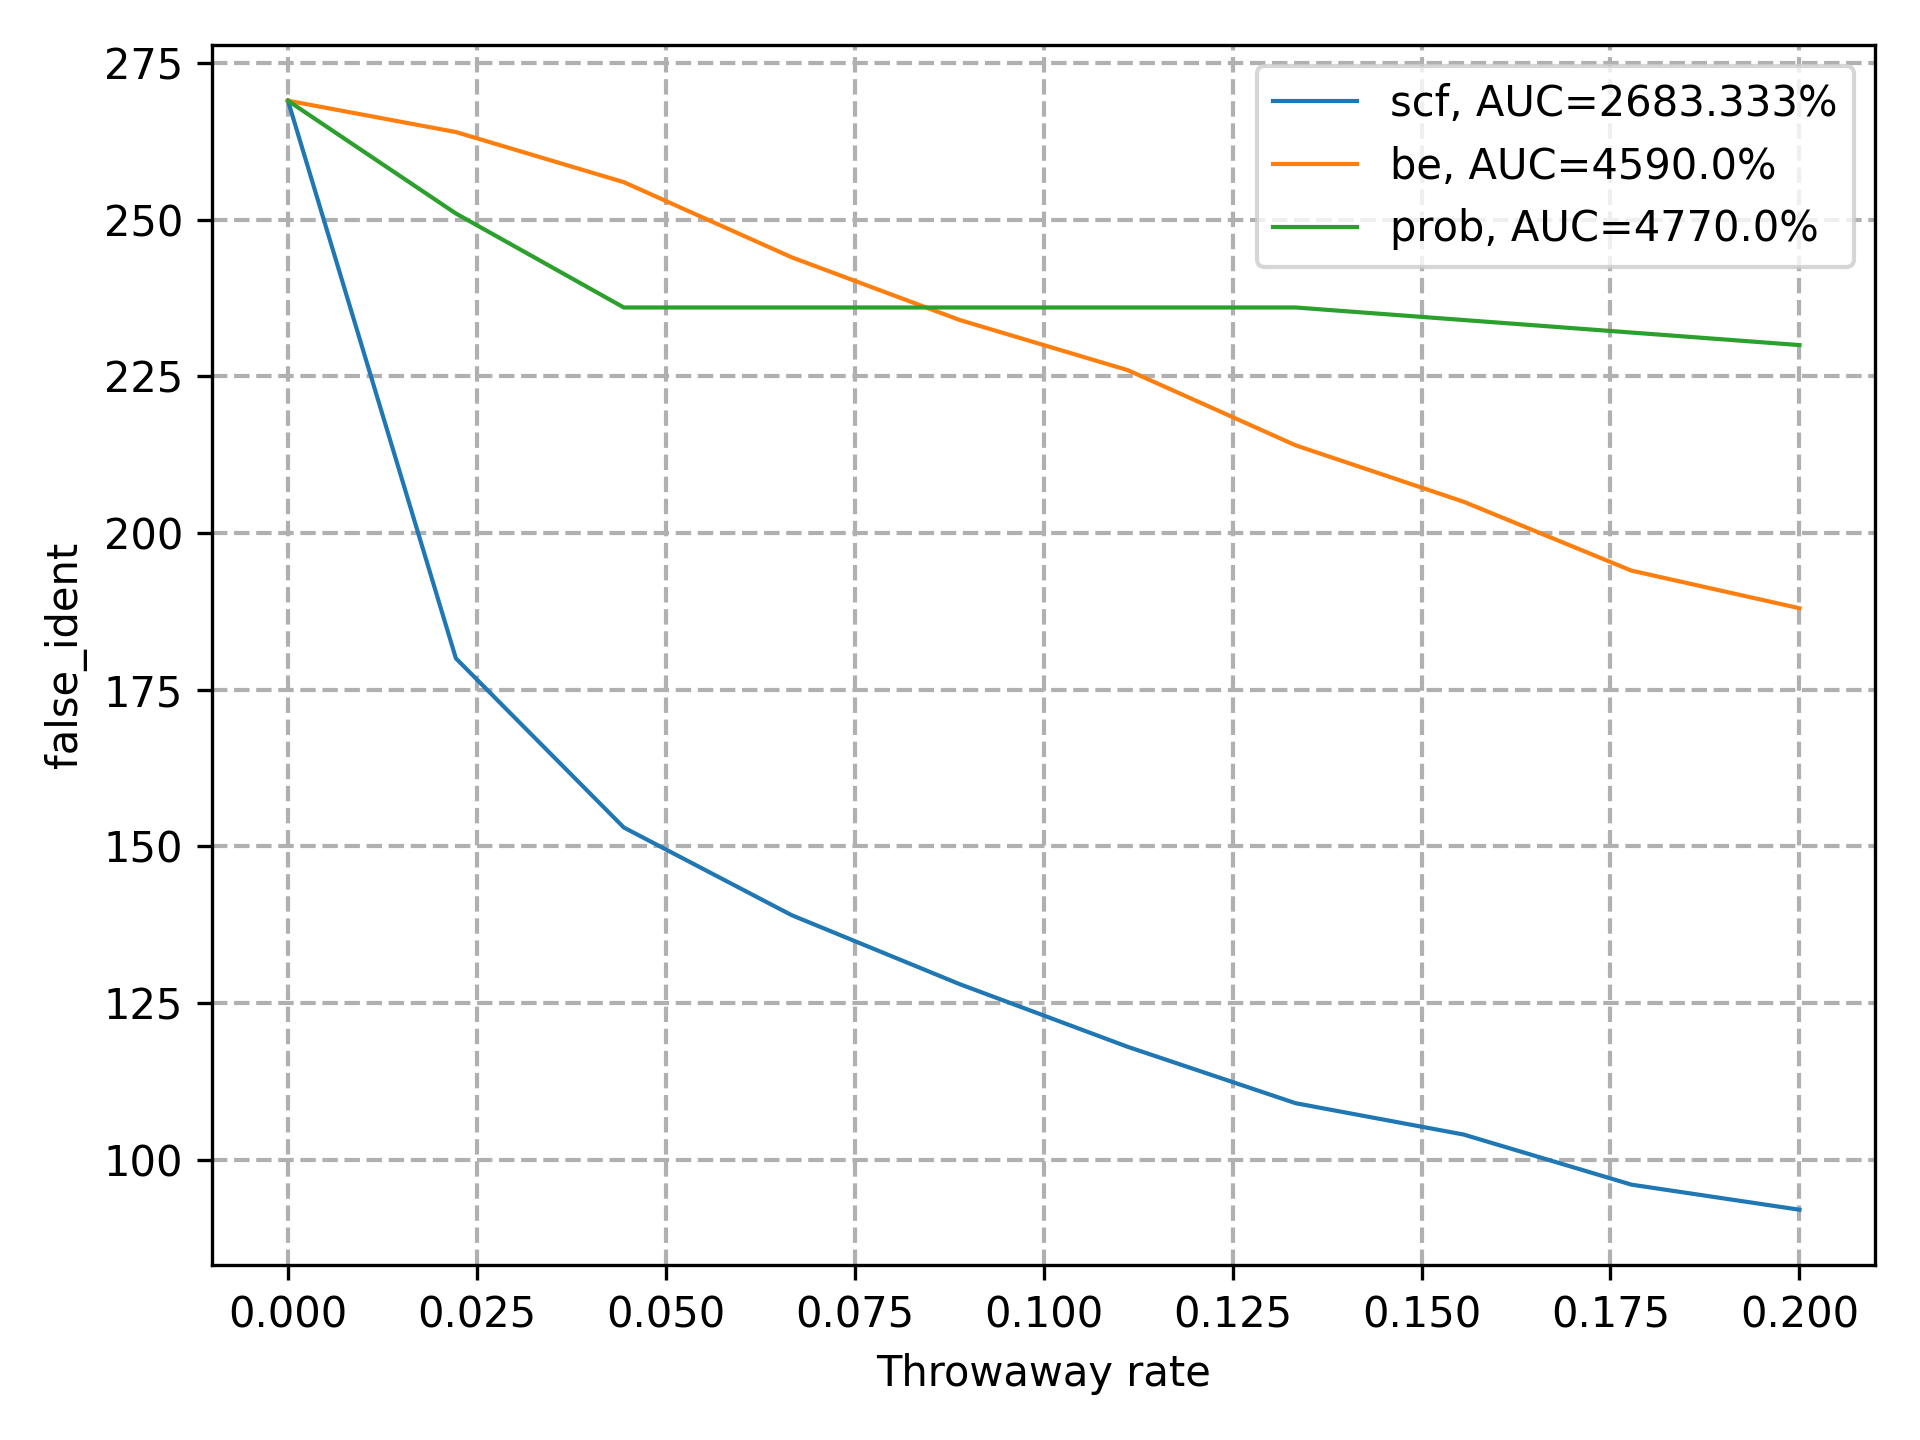 275
250
225
200
175
150
125
100
false_ident
scf, AUC=2683.333%
be, AUC=4590.0%
prob, AUC=4770.0%
0.000 0.025 0.050 0.075 0.100 0.125 0.150 0.175 0.200
Throwaway rate